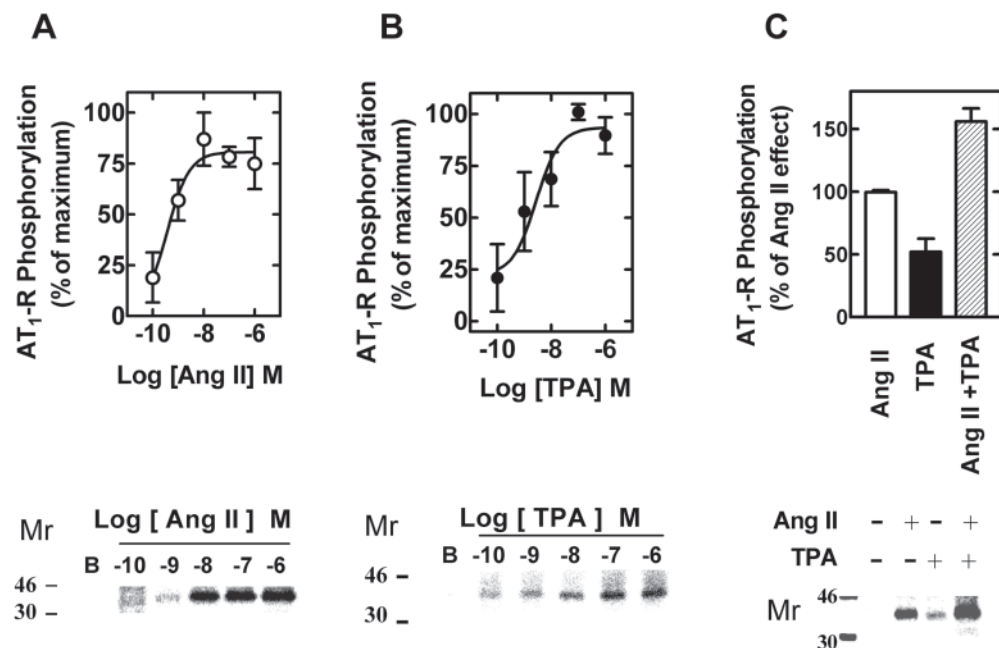 A
AT1-R Phosphorylation
(% of maximum)
100
75
50
25
0
-10 -8 -6
Log [Ang II] M
Mr
Log [ Ang II ] M
B -10 -9 -8 -7 -6
46 –
30 –
B
AT1-R Phosphorylation
(% of maximum)
100
75
50
25
0
-10 -8 -6
Log [TPA] M
Mr
Log [ TPA ] M
B -10 -9 -8 -7 -6
46 –
30 –
C
AT1-R Phosphorylation
(% of Ang II effect)
150
100
50
0
Ang II
TPA
Ang II +TPA
Ang II – + – +
TPA – – + +
Mr
46
30